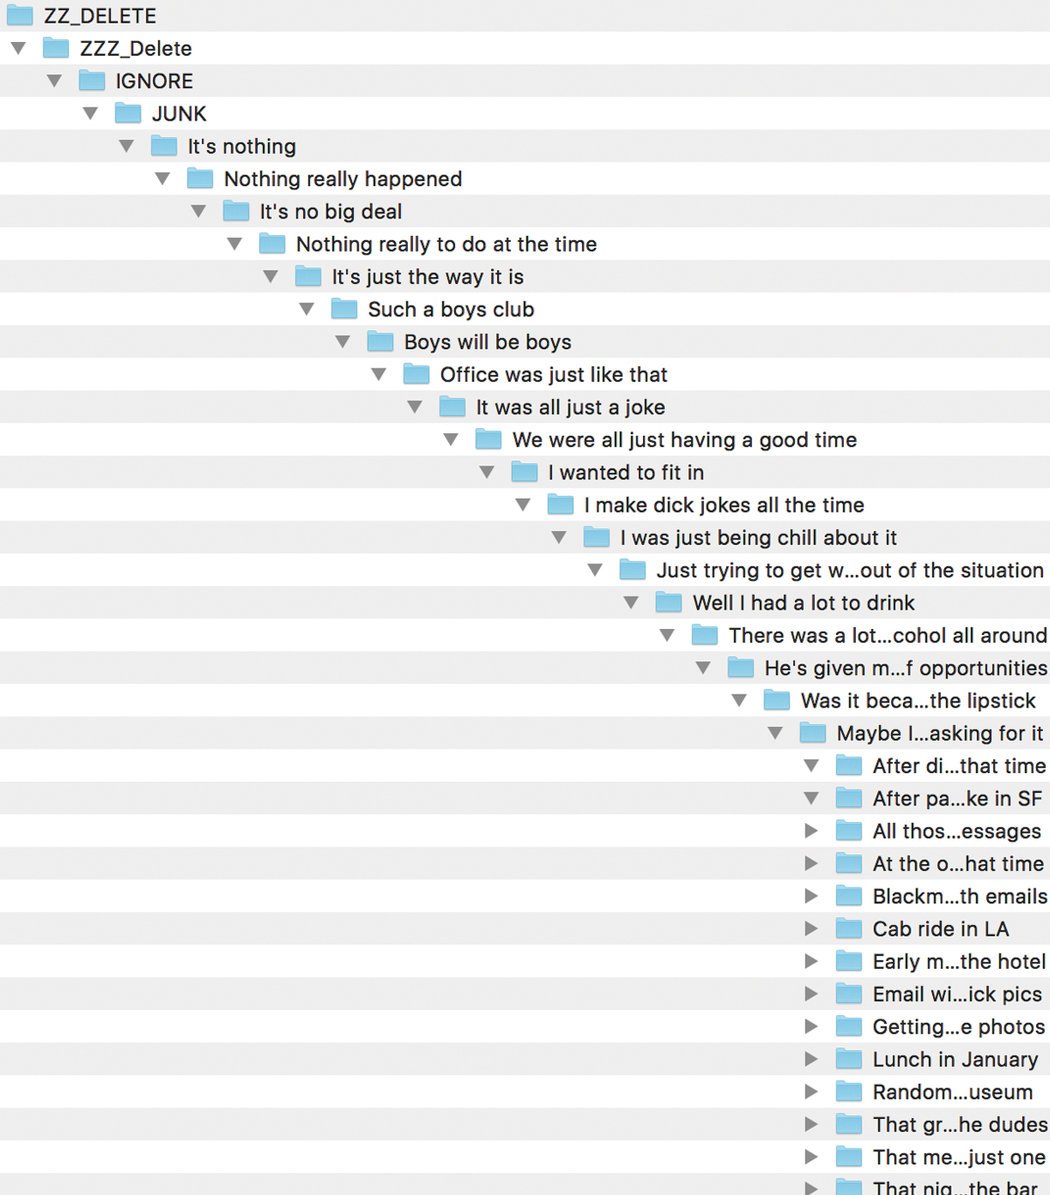 ZZ_DELETE
ZZZ_Delete
IGNORE
JUNK
It's nothing
Nothing really happened
It's no big deal
Nothing really to do at the time
It's just the way it is
Such a boys club
Boys will be boys
Office was just like that
It was all just a joke
We were all just having a good time
I wanted to fit in
I make dick jokes all the time
I was just being chill about it
Just trying to get w...out of the situation
Well I had a lot to drink
There was a lot...cohol all around
He's given m...f opportunities
Was it beca...the lipstick
Maybe I...asking for it
After di...that time
After pa...ke in SF
All thos...essages
At the o...hat time
Blackm...th emails
Cab ride in LA
Early m...the hotel
Email wi...ick pics
Getting...e photos
Lunch in January
Random...useum
That gr...he dudes
That me...just one
That nig...the bar